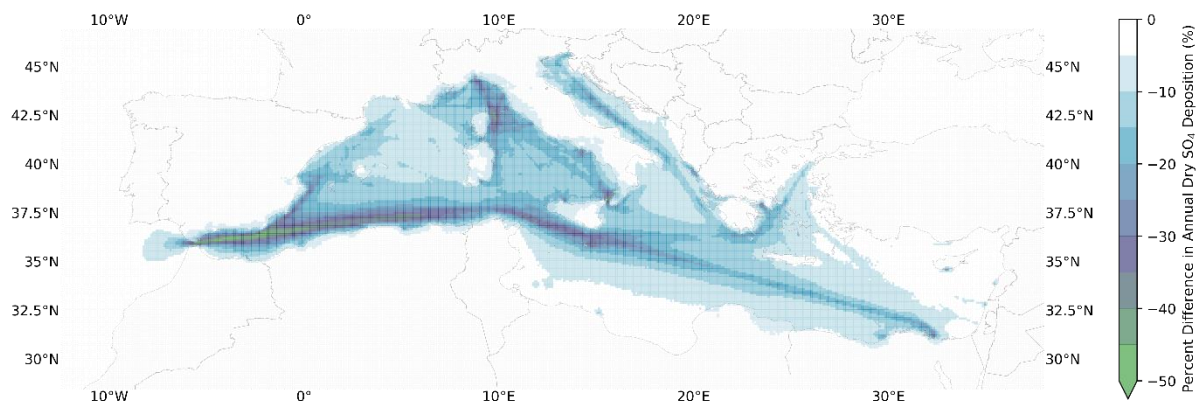 10°W 0° 10°E 20°E 30°E
45°N 45°N
42.5°N 42.5°N
40°N 40°N
37.5°N 37.5°N
35°N 35°N
32.5°N 32.5°N
30°N 30°N
10°W 0° 10°E 20°E 30°E
0
−10
−20
−30
−40
−50
Percent Difference in Annual Dry SO₄ Deposition (%)